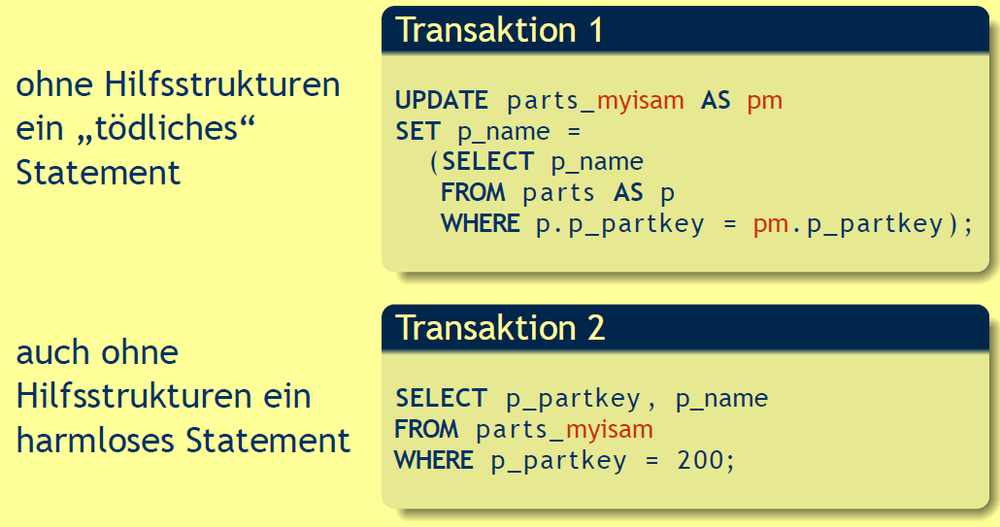 ohne Hilfsstrukturen
ein „tödliches“
Statement
Transaktion 1
UPDATE parts_myisam AS pm
SET p_name =
(SELECT p_name
FROM parts AS p
WHERE p.p_partkey = pm.p_partkey);
auch ohne
Hilfsstrukturen ein
harmloses Statement
Transaktion 2
SELECT p_partkey, p_name
FROM parts_myisam
WHERE p_partkey = 200;